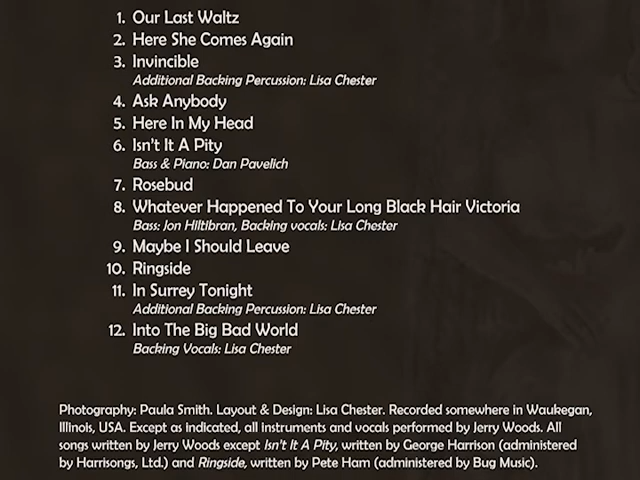 1. Our Last Waltz
2. Here She Comes Again
3. Invincible
Additional Backing Percussion: Lisa Chester
4. Ask Anybody
5. Here In My Head
6. Isn't It A Pity
Bass & Piano: Dan Pavelich
7. Rosebud
8. Whatever Happened To Your Long Black Hair Victoria
Bass: Jon Hiltibran, Backing vocals: LIsa Chester
9. Maybe I Should Leave
10. Ringside
11. In Surrey Tonight
Additional Backing Percussion: Lisa Chester
12. Into The Big Bad World
Backing Vocals: Lisa Chester
Photography: Paula Smith. Layout & Design: Lisa Chester. Recorded somewhere in Waukegan,
Illinois, USA. Except as indicated, all instruments and vocals performed by Jerry Woods. All
songs written by Jerry Woods except Isn't It A Pity, written by George Harrison (administered
by Harrisongs, Ltd.) and Ringside, written by Pete Ham (administered by Bug Music).